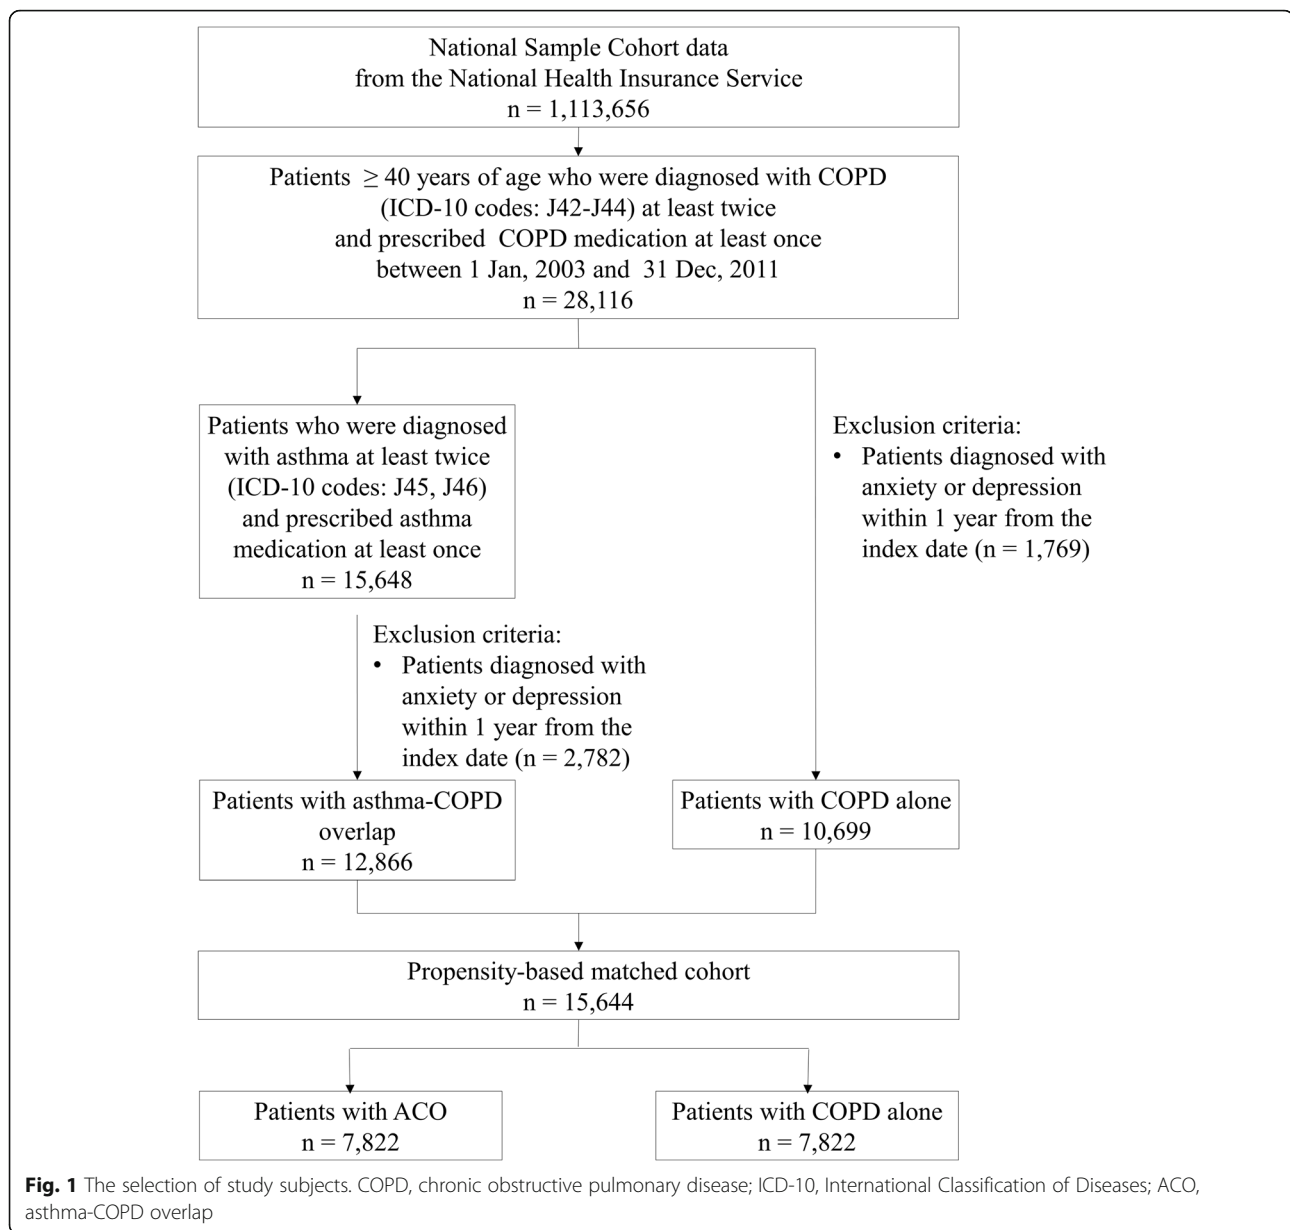 National Sample Cohort data
from the National Health Insurance Service
n = 1,113,656
Patients ≥ 40 years of age who were diagnosed with COPD
(ICD-10 codes: J42-J44) at least twice
and prescribed COPD medication at least once
between 1 Jan, 2003 and 31 Dec, 2011
n = 28,116
Patients who were diagnosed
with asthma at least twice
(ICD-10 codes: J45, J46)
and prescribed asthma
medication at least once
n = 15,648
Exclusion criteria:
• Patients diagnosed with
anxiety or depression
within 1 year from the
index date (n = 1,769)
Exclusion criteria:
• Patients diagnosed with
anxiety or depression
within 1 year from the
index date (n = 2,782)
Patients with asthma-COPD
overlap
n = 12,866
Patients with COPD alone
n = 10,699
Propensity-based matched cohort
n = 15,644
Patients with ACO
n = 7,822
Patients with COPD alone
n = 7,822
Fig. 1 The selection of study subjects. COPD, chronic obstructive pulmonary disease; ICD-10, International Classification of Diseases; ACO,
asthma-COPD overlap